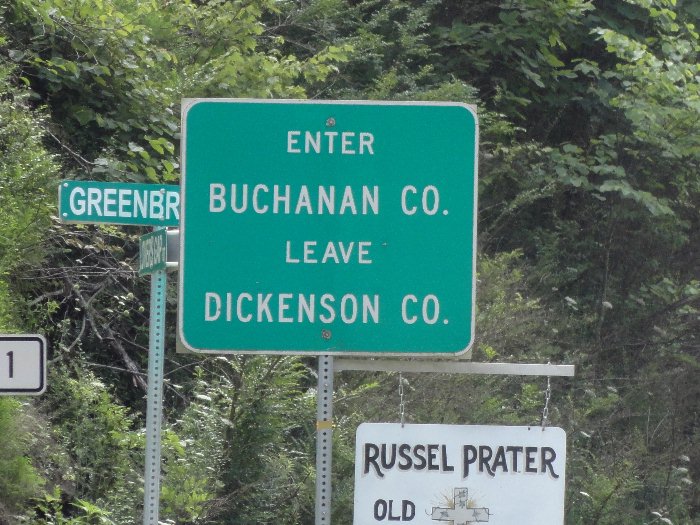 ENTER
BUCHANAN CO.
LEAVE
DICKENSON CO.
GREENBR
1
RUSSEL PRATER
OLD